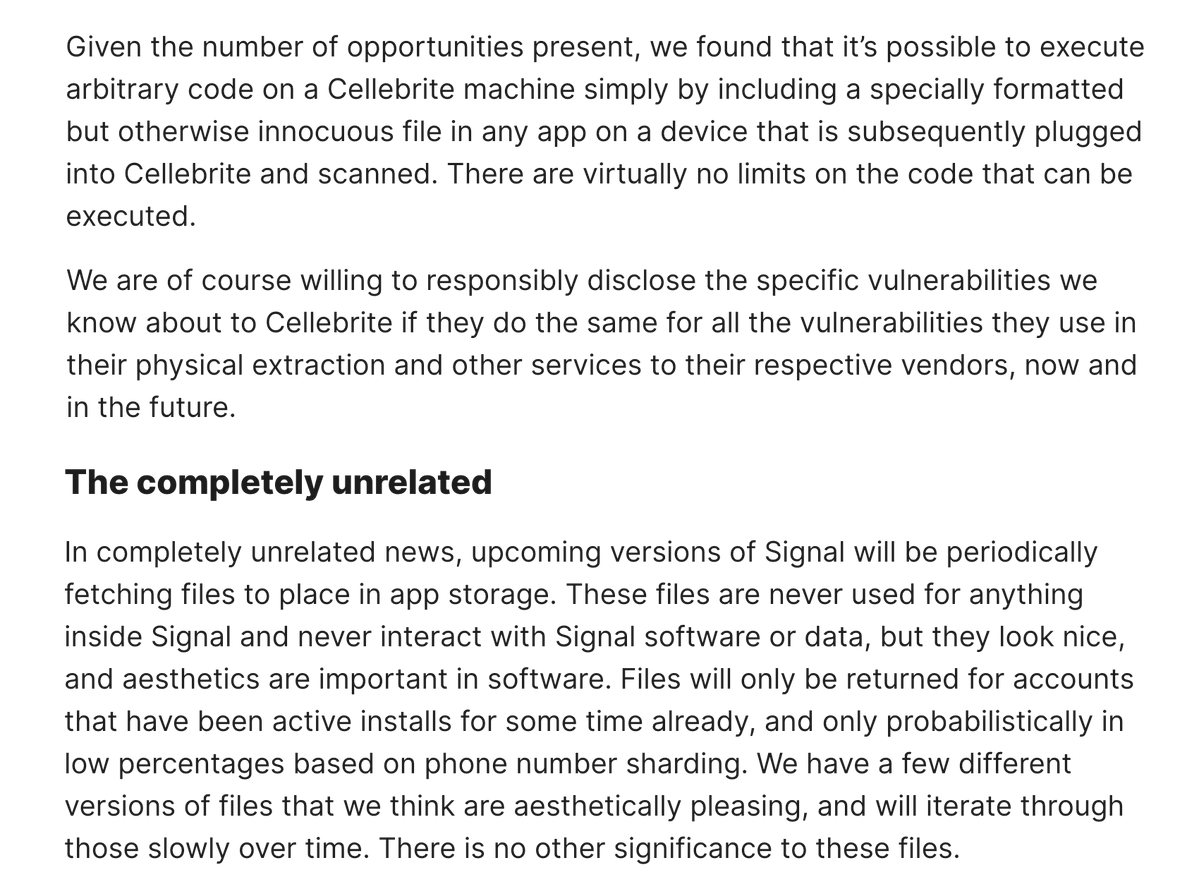 Given the number of opportunities present, we found that it’s possible to execute
arbitrary code on a Cellebrite machine simply by including a specially formatted
but otherwise innocuous file in any app on a device that is subsequently plugged
into Cellebrite and scanned. There are virtually no limits on the code that can be
executed.
We are of course willing to responsibly disclose the specific vulnerabilities we
know about to Cellebrite if they do the same for all the vulnerabilities they use in
their physical extraction and other services to their respective vendors, now and
in the future.
The completely unrelated
In completely unrelated news, upcoming versions of Signal will be periodically
fetching files to place in app storage. These files are never used for anything
inside Signal and never interact with Signal software or data, but they look nice,
and aesthetics are important in software. Files will only be returned for accounts
that have been active installs for some time already, and only probabilistically in
low percentages based on phone number sharding. We have a few different
versions of files that we think are aesthetically pleasing, and will iterate through
those slowly over time. There is no other significance to these files.